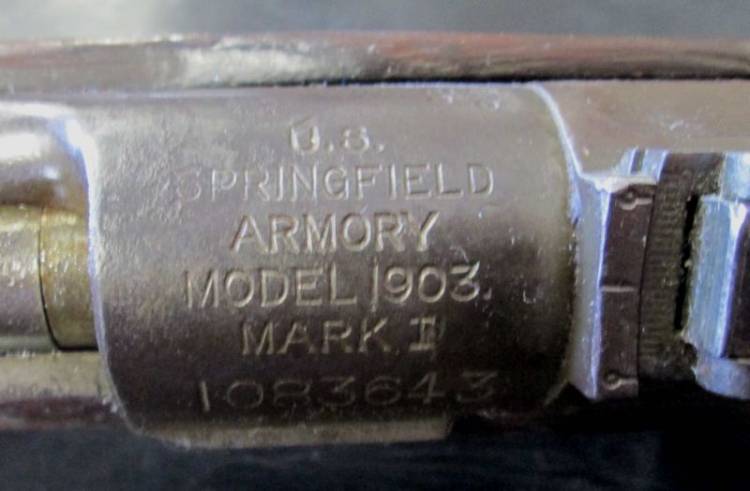 U.S.
SPRINGFIELD
ARMORY
MODEL 1903.
MARK I
1083643